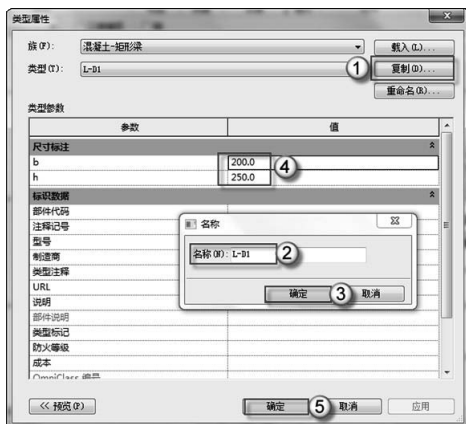 类型属性
族(F): 混凝土-矩形梁 载入(L)...
类型(T): L-D1 1 复制(D)...
重命名(R)...
类型参数
参数 值
尺寸标注
b 200.0 4
h 250.0
标识数据
部件代码
注释记号
型号
制造商
类型注释
URL
说明
部件说明
类型标记
防火等级
成本
OmniClass 编号
名称
名称(N): L-D1 2
确定 3 取消
<< 预览(P) 确定 5 取消 应用